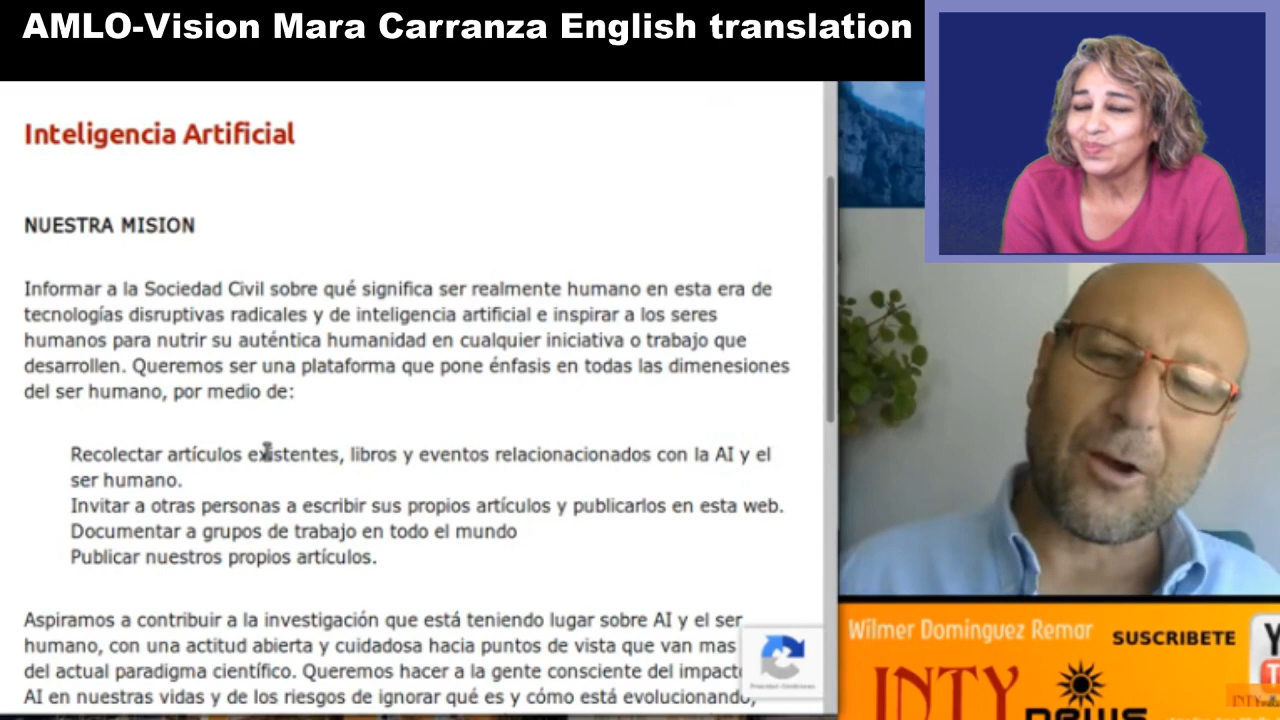 AMLO-Vision Mara Carranza English translation
Inteligencia Artificial
NUESTRA MISION
Informar a la Sociedad Civil sobre qué significa ser realmente humano en esta era de
tecnologías disruptivas radicales y de inteligencia artificial e inspirar a los seres
humanos para nutrir su auténtica humanidad en cualquier iniciativa o trabajo que
desarrollen. Queremos ser una plataforma que pone énfasis en todas las dimenesiones
del ser humano, por medio de:
Recolectar artículos existentes, libros y eventos relacionacionados con la AI y el
ser humano.
Invitar a otras personas a escribir sus propios artículos y publicarlos en esta web.
Documentar a grupos de trabajo en todo el mundo
Publicar nuestros propios artículos.
Aspiramos a contribuir a la investigación que está teniendo lugar sobre AI y el ser
humano, con una actitud abierta y cuidadosa hacia puntos de vista que van mas
del actual paradigma científico. Queremos hacer a la gente consciente del impacto
AI en nuestras vidas y de los riesgos de ignorar qué es y cómo está evolucionando,
Wilmer Dominguez Remar
SUSCRIBETE
INTY
news